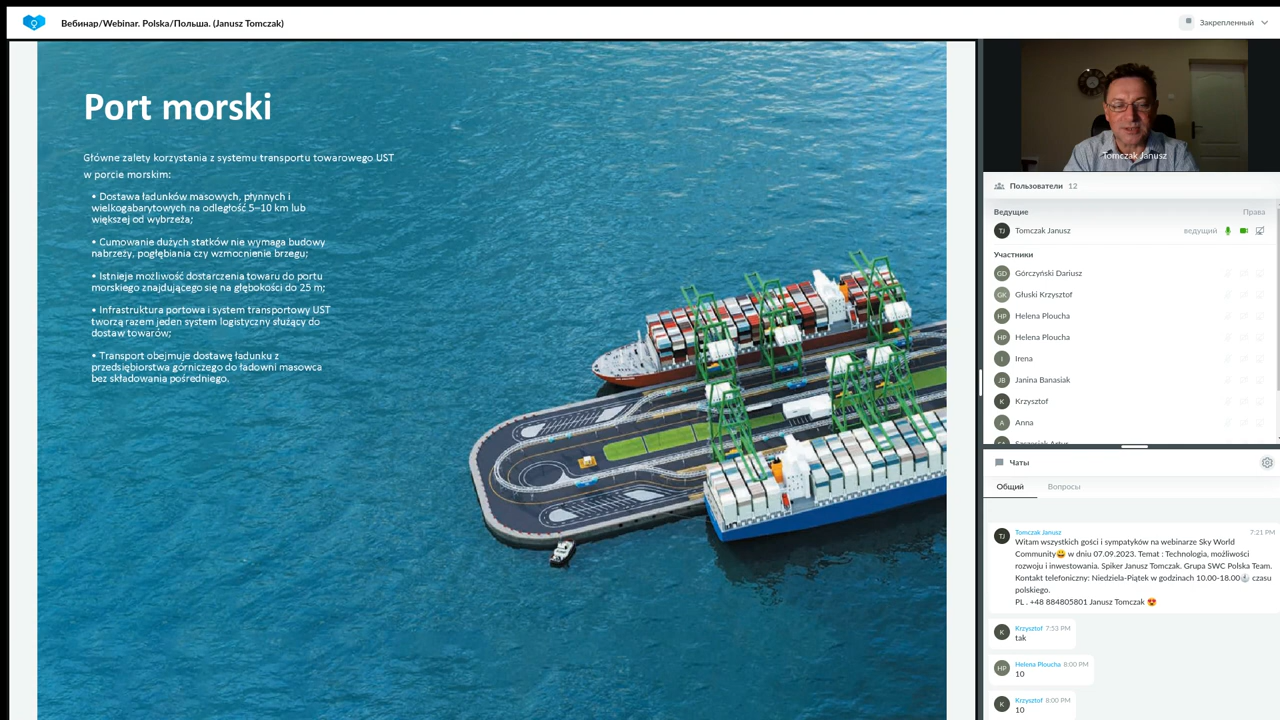 Вебинар/Webinar. Polska/Польша. (Janusz Tomczak)
Закрепленный
Port morski
Główne zalety korzystania z systemu transportu towarowego UST
w porcie morskim:
• Dostawa ładunków masowych, płynnych i
wielkogabarytowych na odległość 5–10 km lub
większej od wybrzeża;
• Cumowanie dużych statków nie wymaga budowy
nabrzeży, pogłębiania czy wzmocnienie brzegu;
• Istnieje możliwość dostarczenia towaru do portu
morskiego znajdującego się na głębokości do 25 m;
• Infrastruktura portowa i system transportowy UST
tworzą razem jeden system logistyczny służący do
dostaw towarów;
• Transport obejmuje dostawę ładunku z
przedsiębiorstwa górniczego do ładowni masowca
bez składowania pośredniego.
Tomczak Janusz
Пользователи 12
Ведущие Права
TJ Tomczak Janusz ведущий
Участники
GD Górczyński Dariusz
GK Głuski Krzysztof
HP Helena Ploucha
HP Helena Ploucha
I Irena
JB Janina Banasiak
K Krzysztof
A Anna
Чаты
Общий Вопросы
TJ Tomczak Janusz 7:21 PM
Witam wszystkich gości i sympatyków na webinarze Sky World
Community😀 w dniu 07.09.2023. Temat : Technologia, możliwości
rozwoju i inwestowania. Spiker Janusz Tomczak. Grupa SWC Polska Team.
Kontakt telefoniczny: Niedziela-Piątek w godzinach 10.00-18.00 czasu
polskiego.
PL . +48 884805801 Janusz Tomczak 😍
K Krzysztof 7:53 PM
tak
HP Helena Ploucha 8:00 PM
10
K Krzysztof 8:00 PM
10